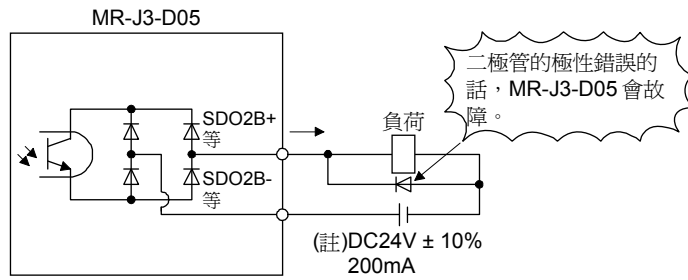 MR-J3-D05
二極管的極性錯誤的
話，MR-J3-D05 會故
障。
SDO2B+
等
負荷
SDO2B-
等
(註)DC24V ± 10%
200mA